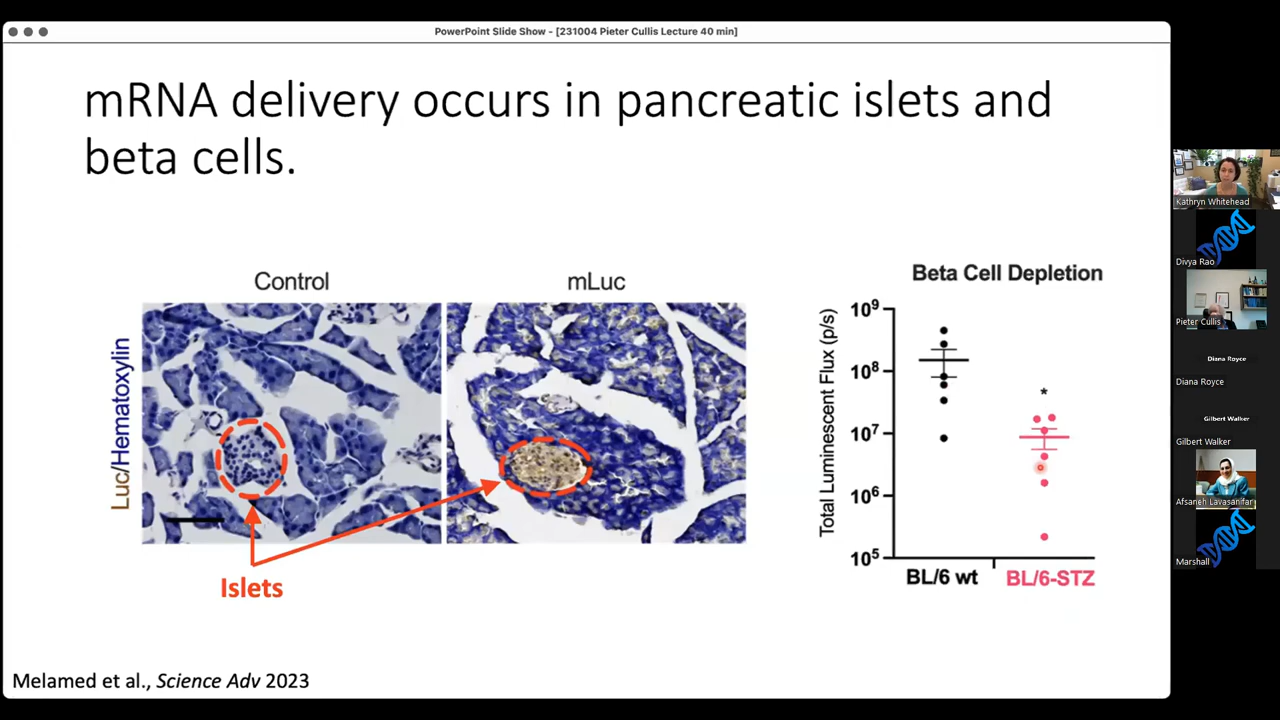 PowerPoint Slide Show - [231004 Pieter Cullis Lecture 40 min]
mRNA delivery occurs in pancreatic islets and
beta cells.
Control
mLuc
Luc/Hematoxylin
Islets
Beta Cell Depletion
Total Luminescent Flux (p/s)
10⁹
10⁸
10⁷
10⁶
10⁵
*
BL/6 wt
BL/6-STZ
Melamed et al., Science Adv 2023
Kathryn Whitehead
Divya Rao
Pieter Cullis
Diana Royce
Diana Royce
Gilbert Walker
Gilbert Walker
Afsaneh Lavasanifar
Marshall